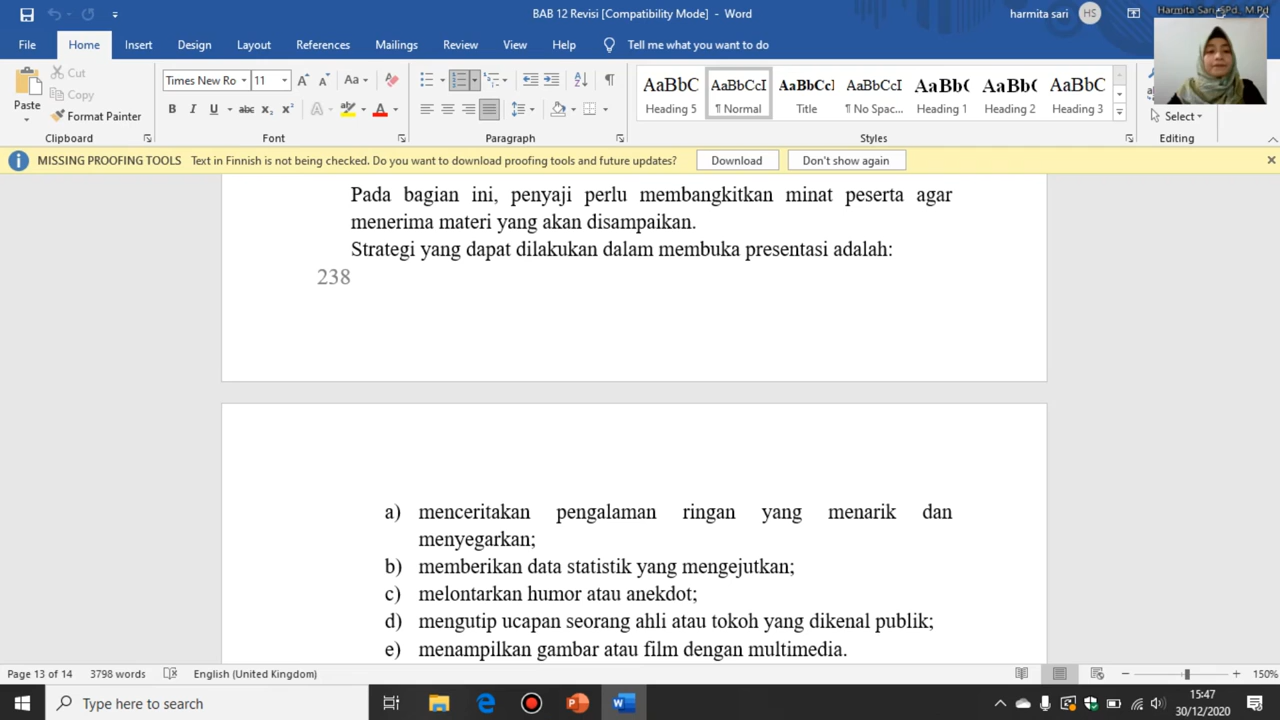 BAB 12 Revisi [Compatibility Mode] - Word
harmita sari HS
Harmita Sari, SPd., M.Pd
File Home Insert Design Layout References Mailings Review View Help Tell me what you want to do
Paste
Cut
Copy
Format Painter
Clipboard
Times New Ro 11
Font
Paragraph
AaBbC AaBbCcI AaBbCcI AaBbCcI AaBb( AaBb( AaBbC
Heading 5 ¶ Normal Title ¶ No Spac... Heading 1 Heading 2 Heading 3
Styles
Select
Editing
MISSING PROOFING TOOLS Text in Finnish is not being checked. Do you want to download proofing tools and future updates? Download Don't show again
Pada bagian ini, penyaji perlu membangkitkan minat peserta agar
menerima materi yang akan disampaikan.
Strategi yang dapat dilakukan dalam membuka presentasi adalah:
238
a) menceritakan pengalaman ringan yang menarik dan
menyegarkan;
b) memberikan data statistik yang mengejutkan;
c) melontarkan humor atau anekdot;
d) mengutip ucapan seorang ahli atau tokoh yang dikenal publik;
e) menampilkan gambar atau film dengan multimedia.
Page 13 of 14 3798 words English (United Kingdom) 150%
Type here to search
15:47
30/12/2020